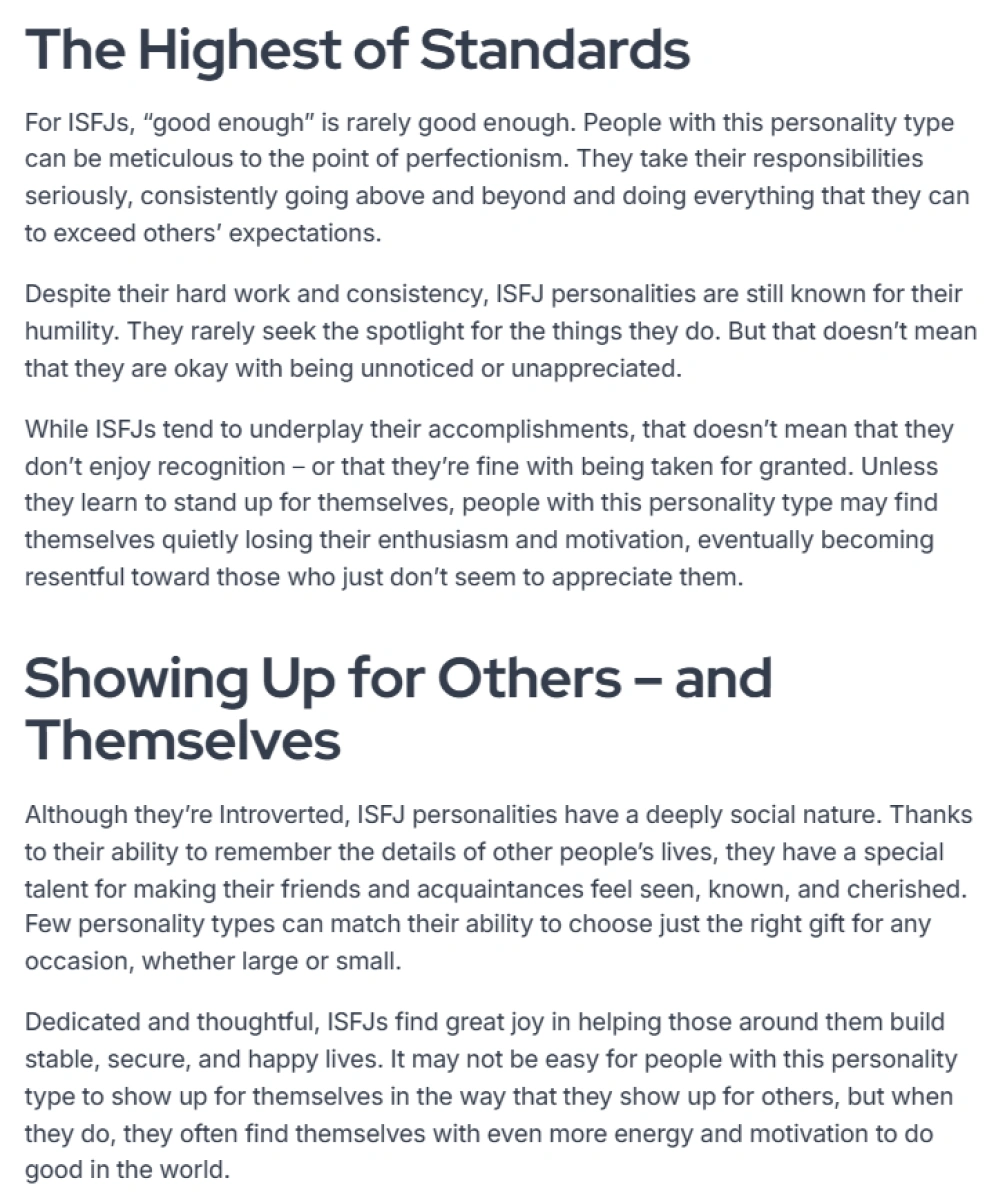 The Highest of Standards
For ISFJs, “good enough” is rarely good enough. People with this personality type
can be meticulous to the point of perfectionism. They take their responsibilities
seriously, consistently going above and beyond and doing everything that they can
to exceed others’ expectations.
Despite their hard work and consistency, ISFJ personalities are still known for their
humility. They rarely seek the spotlight for the things they do. But that doesn’t mean
that they are okay with being unnoticed or unappreciated.
While ISFJs tend to underplay their accomplishments, that doesn’t mean that they
don’t enjoy recognition – or that they’re fine with being taken for granted. Unless
they learn to stand up for themselves, people with this personality type may find
themselves quietly losing their enthusiasm and motivation, eventually becoming
resentful toward those who just don’t seem to appreciate them.
Showing Up for Others – and
Themselves
Although they’re Introverted, ISFJ personalities have a deeply social nature. Thanks
to their ability to remember the details of other people’s lives, they have a special
talent for making their friends and acquaintances feel seen, known, and cherished.
Few personality types can match their ability to choose just the right gift for any
occasion, whether large or small.
Dedicated and thoughtful, ISFJs find great joy in helping those around them build
stable, secure, and happy lives. It may not be easy for people with this personality
type to show up for themselves in the way that they show up for others, but when
they do, they often find themselves with even more energy and motivation to do
good in the world.